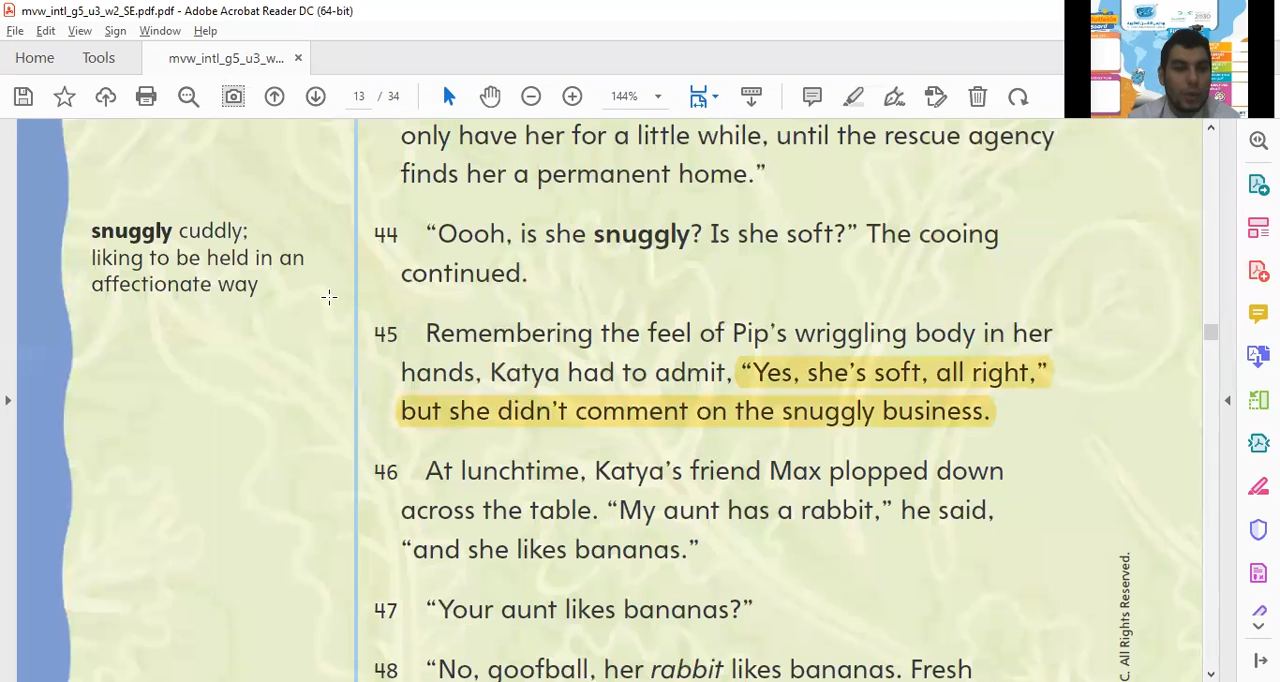 mvw_intl_g5_u3_w2_SE.pdf.pdf - Adobe Acrobat Reader DC (64-bit)
File Edit View Sign Window Help
Home Tools mvw_intl_g5_u3_w... ×
13 / 34 144%
only have her for a little while, until the rescue agency
finds her a permanent home.”
snuggly cuddly;
liking to be held in an
affectionate way
44 “Oooh, is she snuggly? Is she soft?” The cooing
continued.
45 Remembering the feel of Pip’s wriggling body in her
hands, Katya had to admit, “Yes, she’s soft, all right,”
but she didn’t comment on the snuggly business.
46 At lunchtime, Katya’s friend Max plopped down
across the table. “My aunt has a rabbit,” he said,
“and she likes bananas.”
47 “Your aunt likes bananas?”
48 “No, goofball, her rabbit likes bananas. Fresh
C. All Rights Reserved.